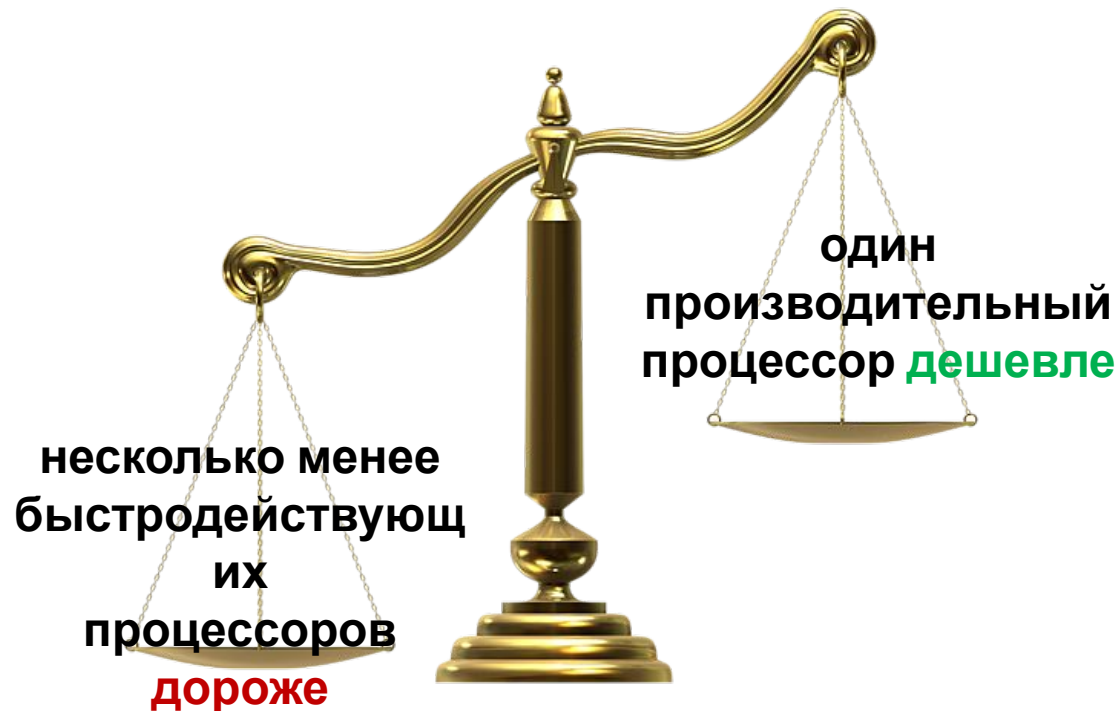 один
производительный
процессор дешевле
несколько менее
быстродействующ
их
процессоров
дороже